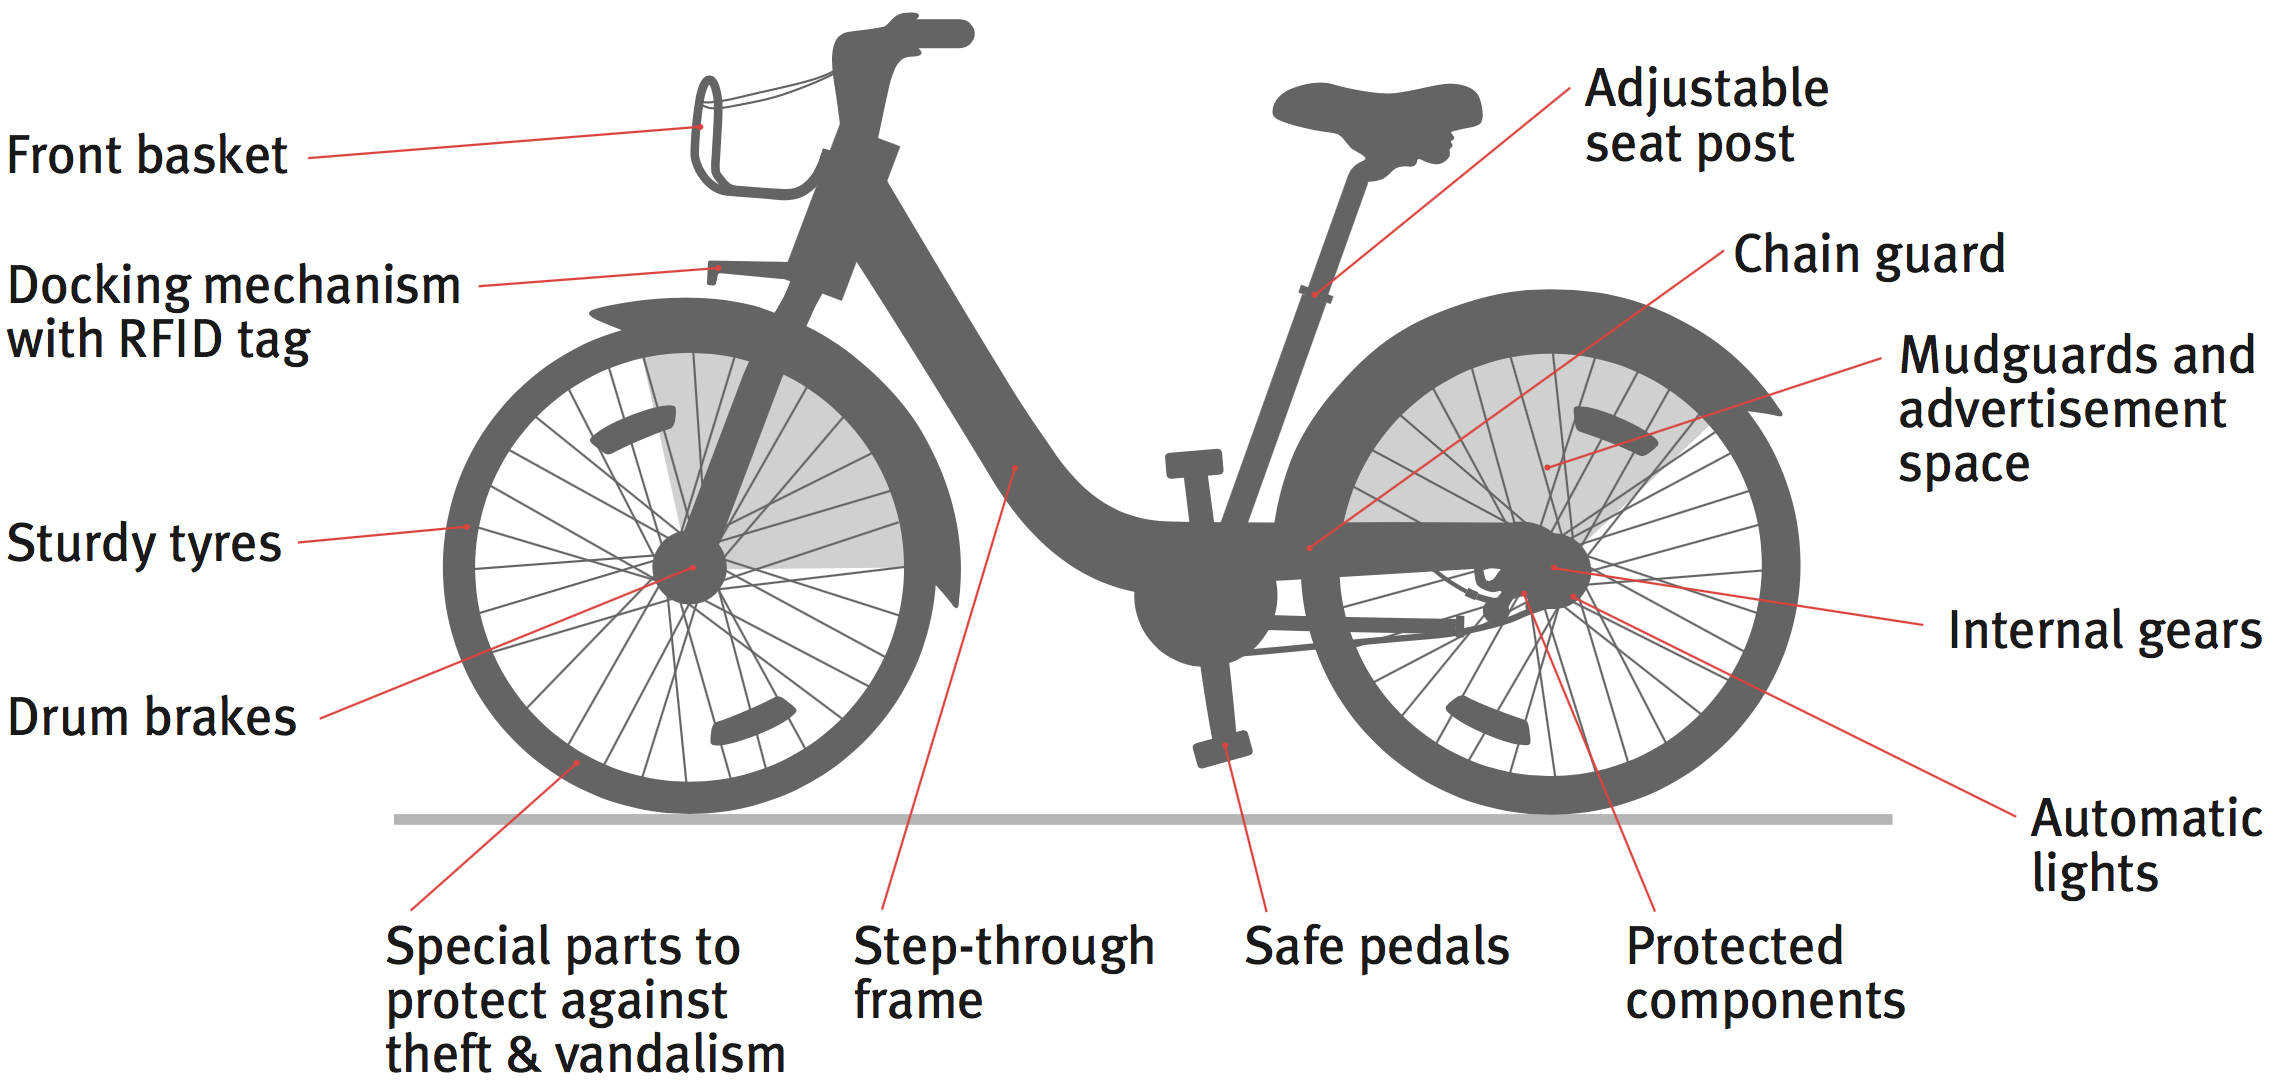 Front basket
Docking mechanism
with RFID tag
Sturdy tyres
Drum brakes
Special parts to
protect against
theft & vandalism
Step-through
frame
Safe pedals
Protected
components
Automatic
lights
Internal gears
Mudguards and
advertisement
space
Chain guard
Adjustable
seat post